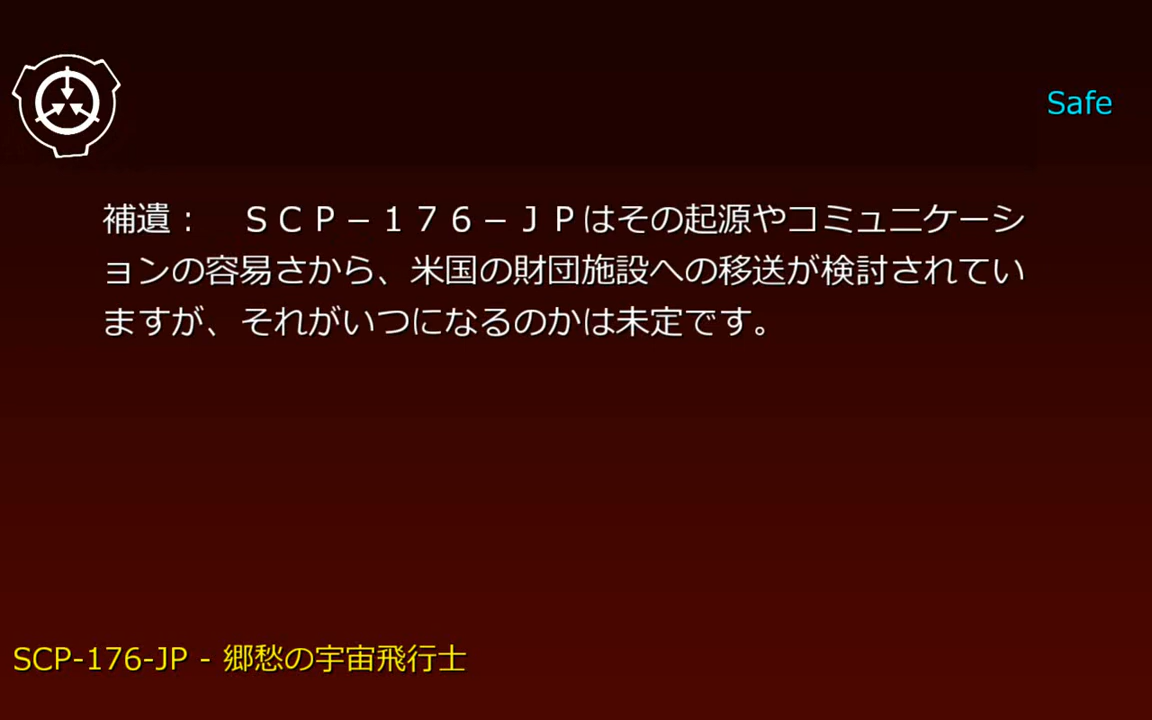 Safe
補遺：　ＳＣＰ－１７６－ＪＰはその起源やコミュニケーシ
ョンの容易さから、米国の財団施設への移送が検討されてい
ますが、それがいつになるのかは未定です。
SCP-176-JP - 郷愁の宇宙飛行士